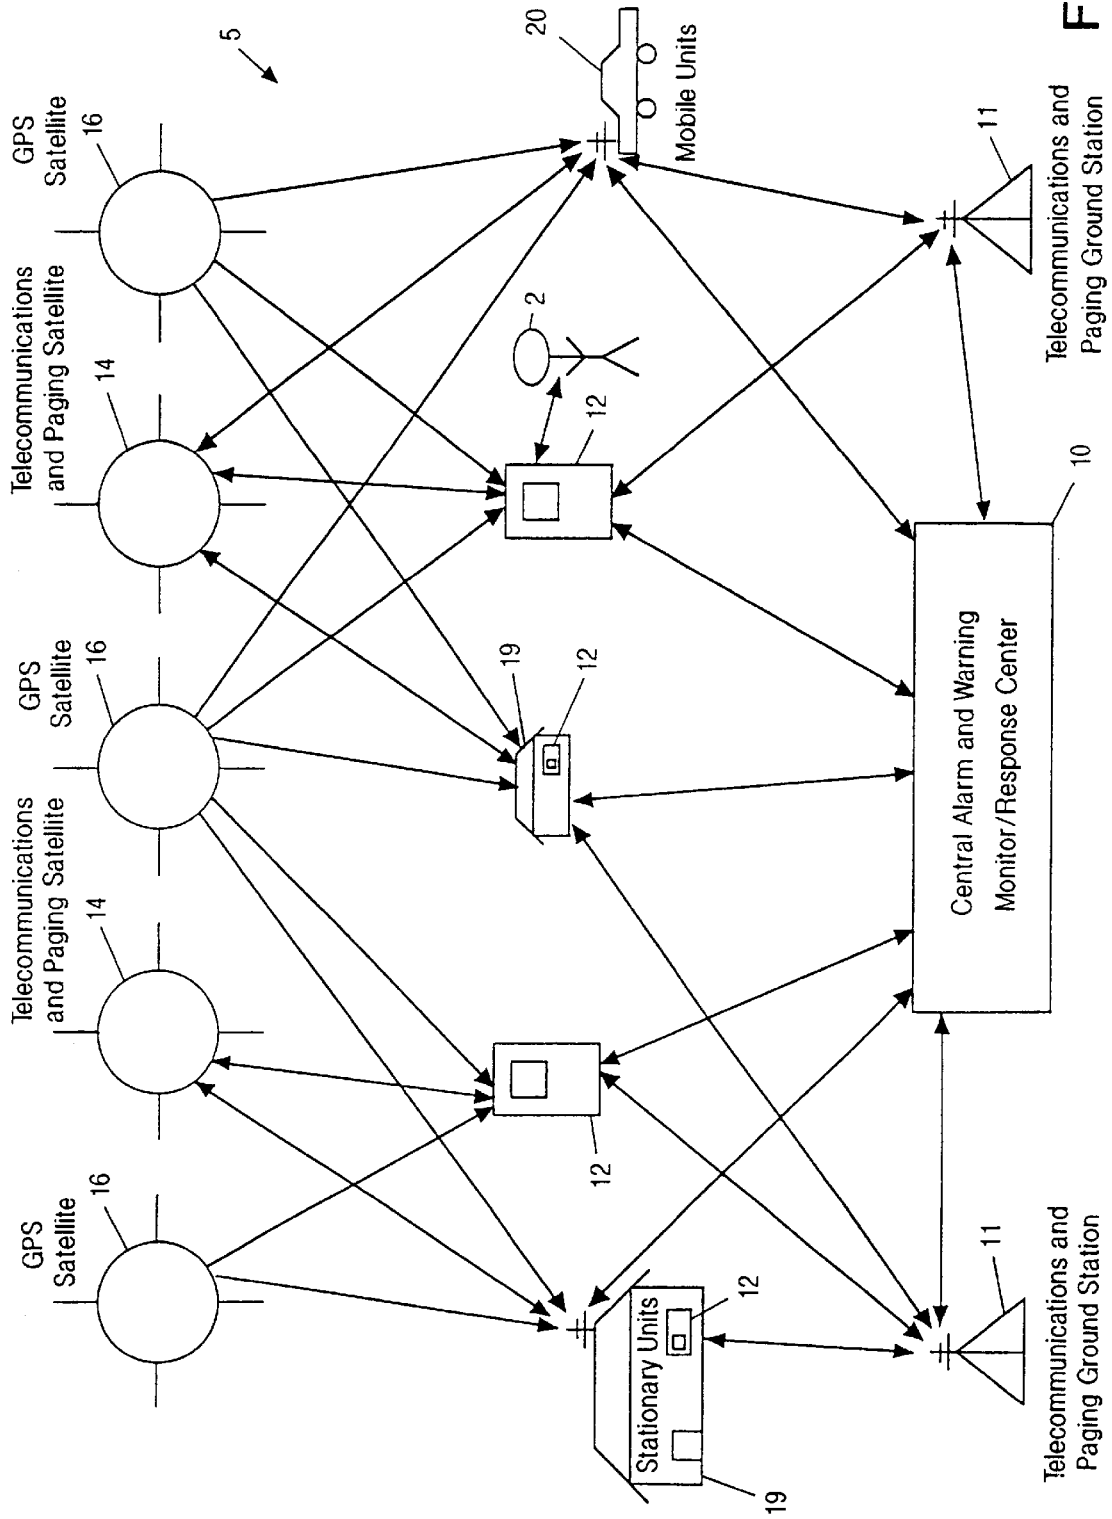 GPS
Satellite
16
Telecommunications
and Paging Satellite
14
GPS
Satellite
16
Telecommunications
and Paging Satellite
14
GPS
Satellite
16
5
19
Stationary Units
12
12
19
12
12
2
20
Mobile Units
11
Telecommunications and
Paging Ground Station
Central Alarm and Warning
Monitor/Response Center
10
11
Telecommunications and
Paging Ground Station
F